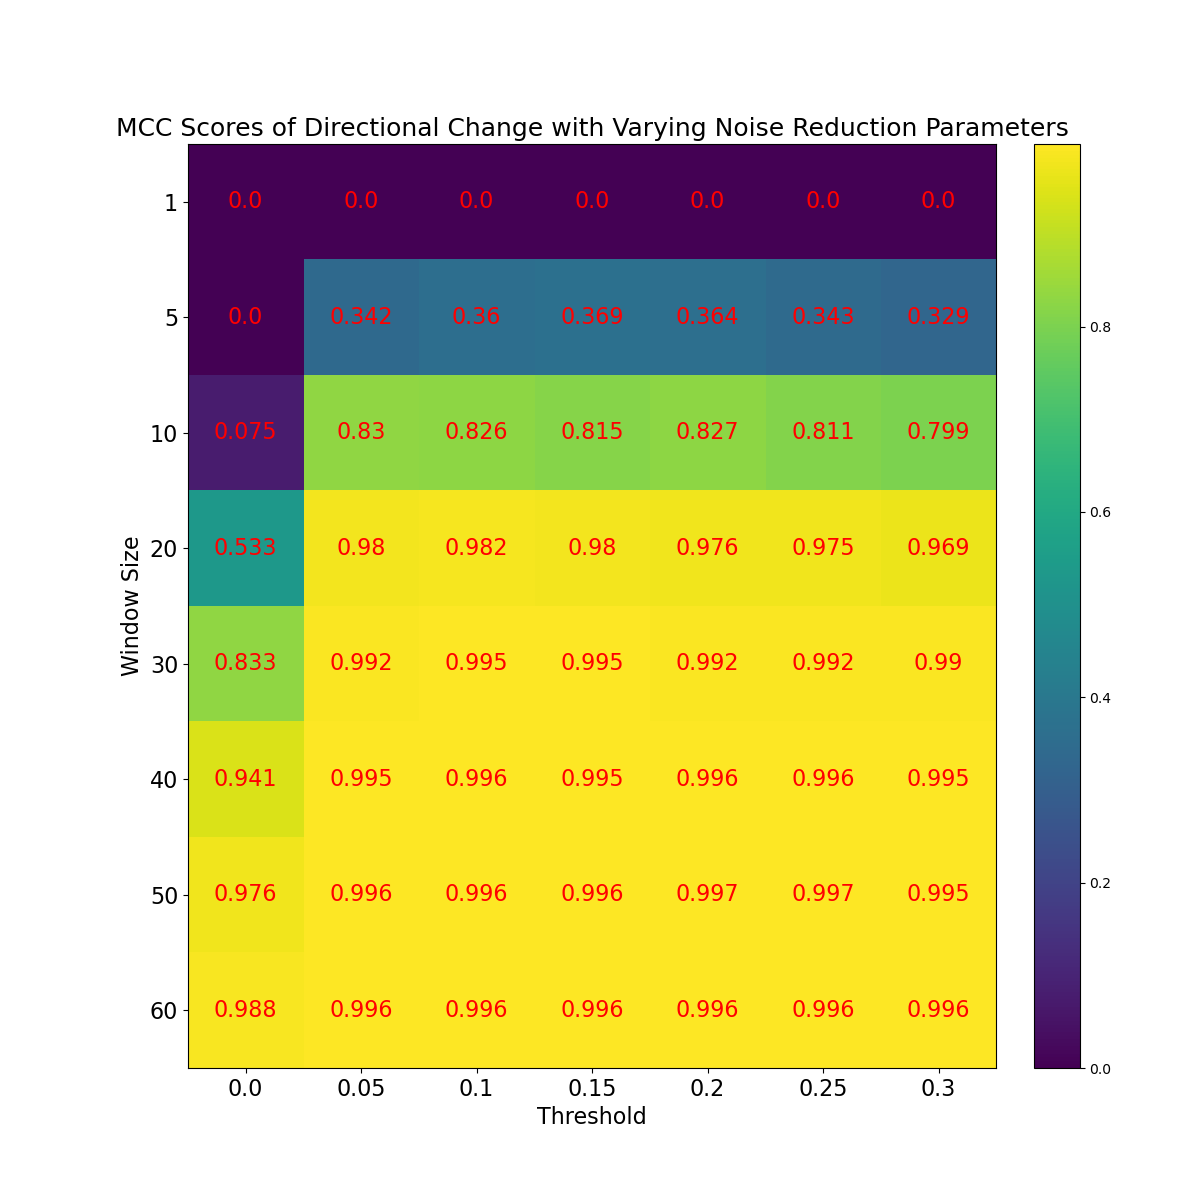 MCC Scores of Directional Change with Varying Noise Reduction Parameters
1 0.0 0.0 0.0 0.0 0.0 0.0 0.0
5 0.0 0.342 0.36 0.369 0.364 0.343 0.329
10 0.075 0.83 0.826 0.815 0.827 0.811 0.799
20 0.533 0.98 0.982 0.98 0.976 0.975 0.969
30 0.833 0.992 0.995 0.995 0.992 0.992 0.99
40 0.941 0.995 0.996 0.995 0.996 0.996 0.995
50 0.976 0.996 0.996 0.996 0.997 0.997 0.995
60 0.988 0.996 0.996 0.996 0.996 0.996 0.996
0.0 0.05 0.1 0.15 0.2 0.25 0.3
Threshold
Window Size
0.8
0.6
0.4
0.2
0.0